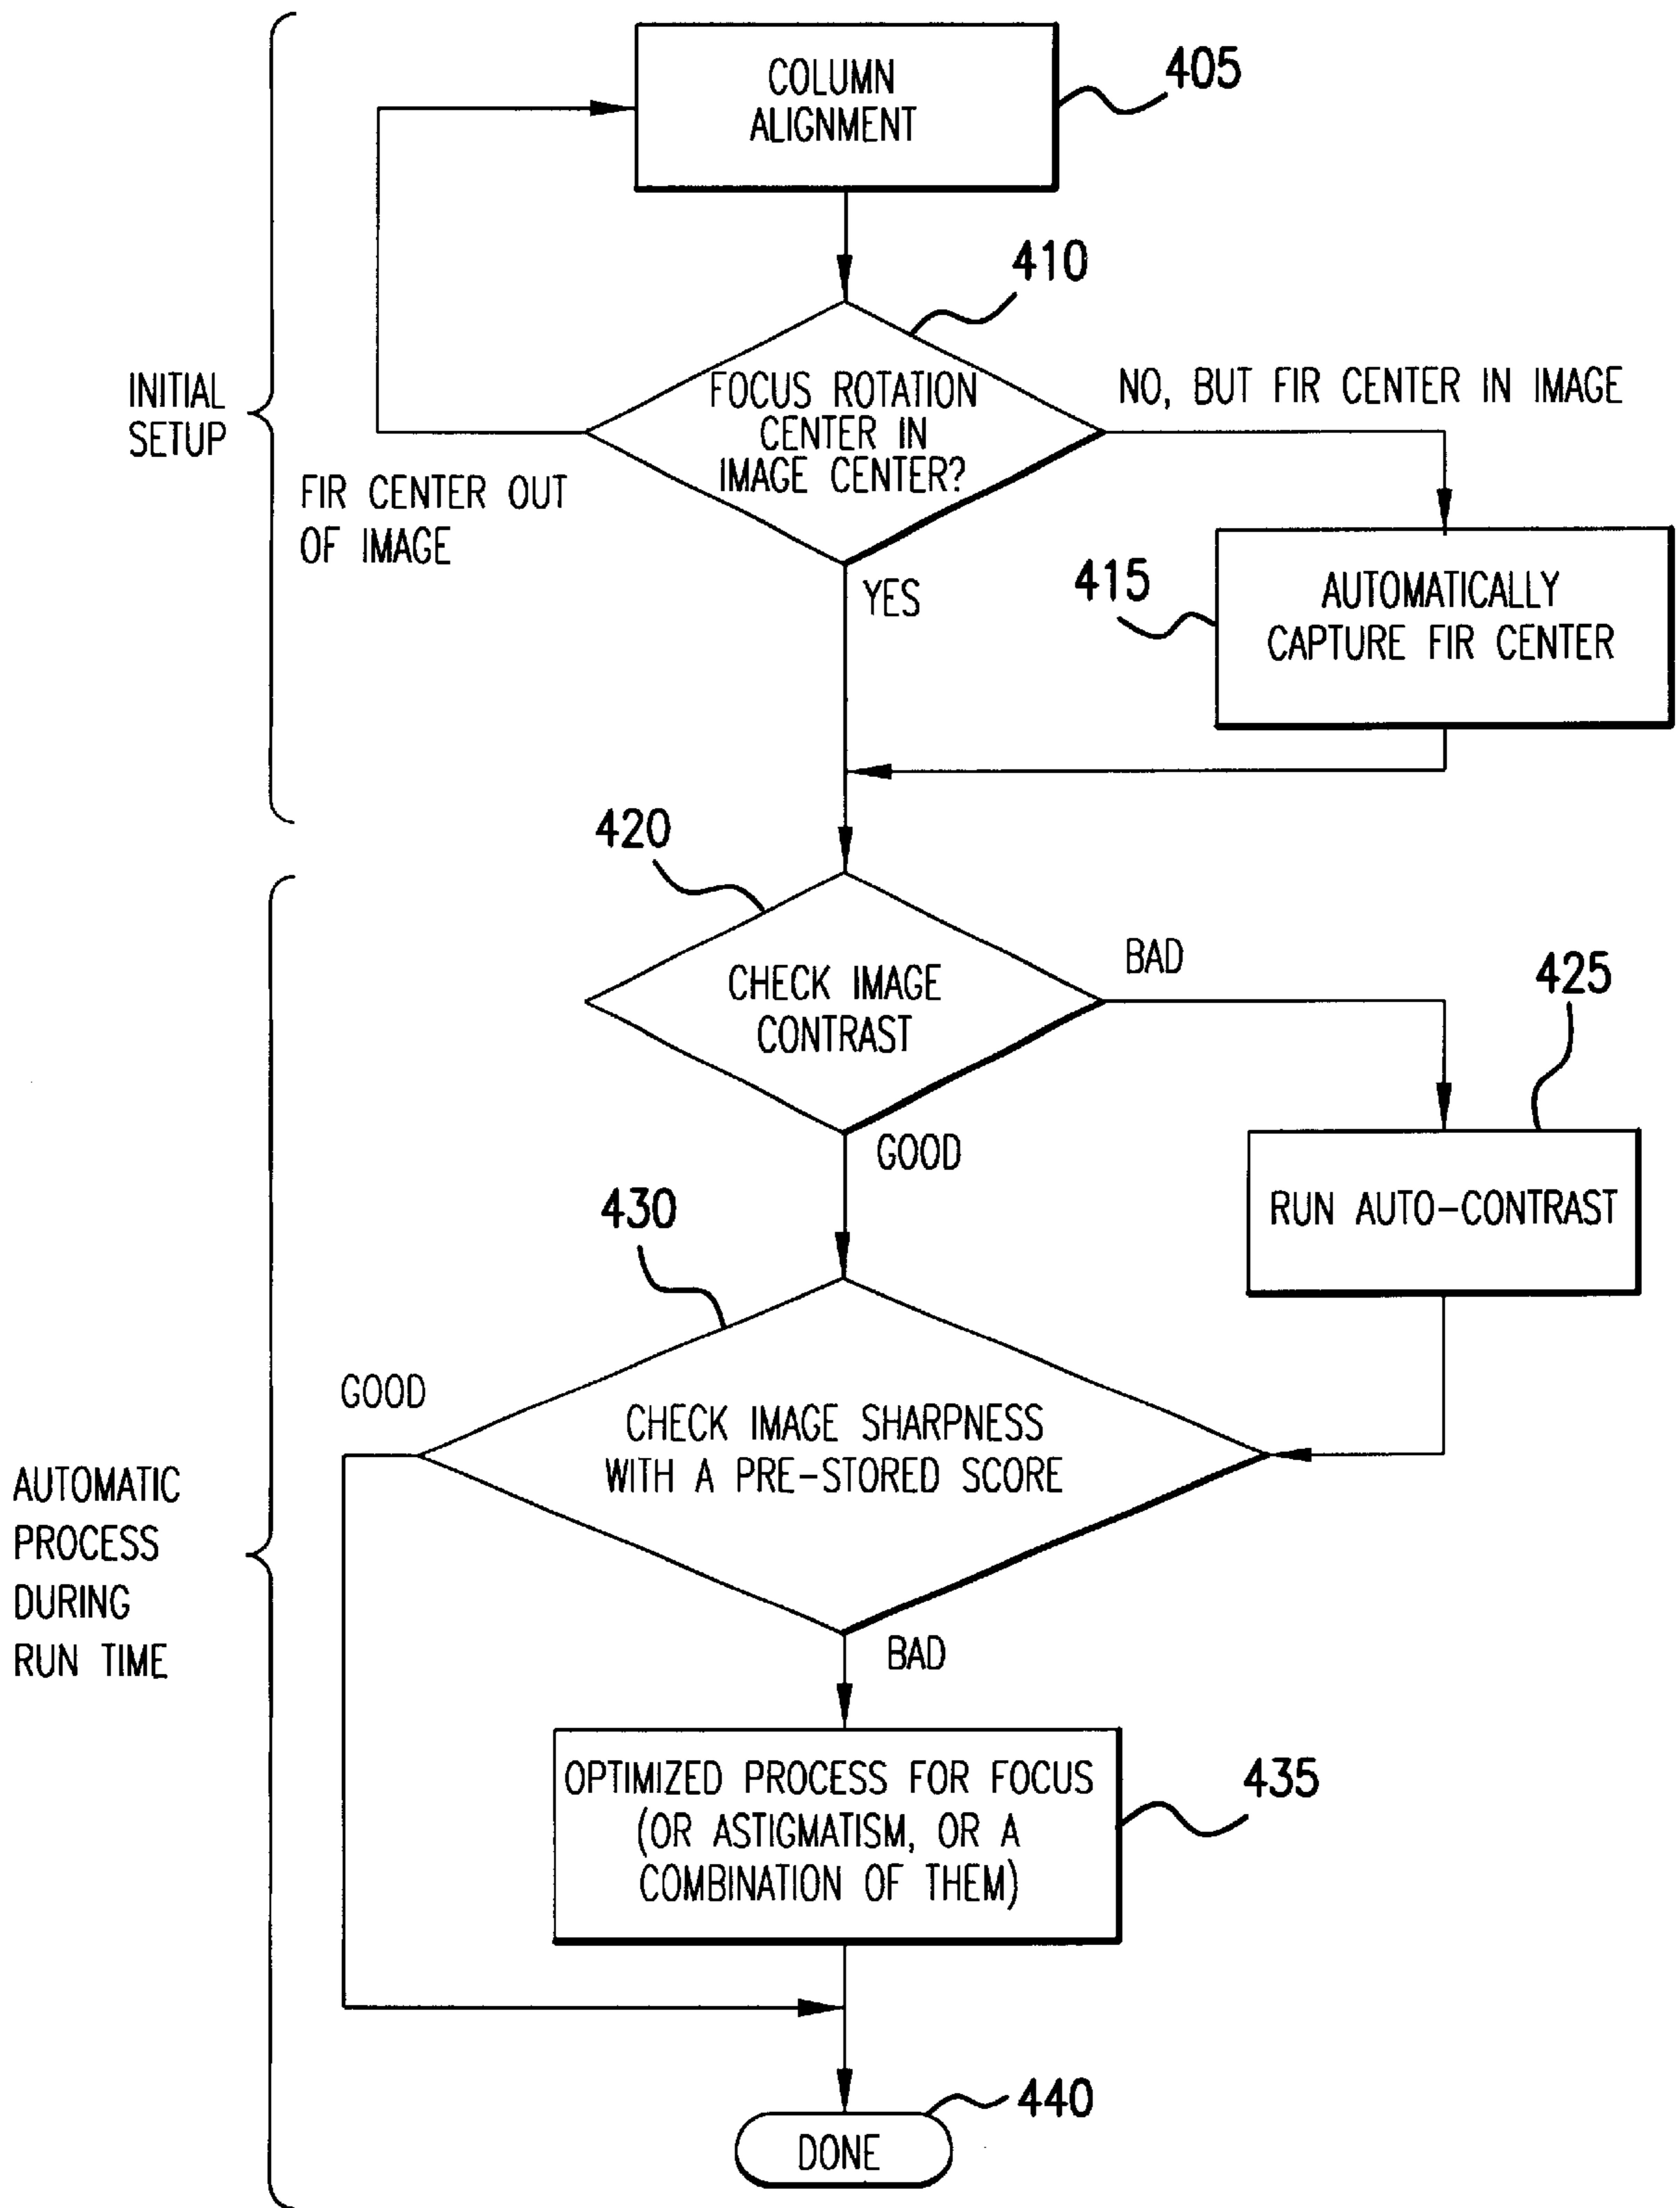 COLUMN
ALIGNMENT
405
410
INITIAL
SETUP
FOCUS ROTATION
CENTER IN
IMAGE CENTER?
NO, BUT FIR CENTER IN IMAGE
FIR CENTER OUT
OF IMAGE
YES
415
AUTOMATICALLY
CAPTURE FIR CENTER
420
CHECK IMAGE
CONTRAST
BAD
425
GOOD
RUN AUTO-CONTRAST
430
GOOD
CHECK IMAGE SHARPNESS
WITH A PRE-STORED SCORE
AUTOMATIC
PROCESS
DURING
RUN TIME
BAD
OPTIMIZED PROCESS FOR FOCUS
(OR ASTIGMATISM, OR A
COMBINATION OF THEM)
435
440
DONE